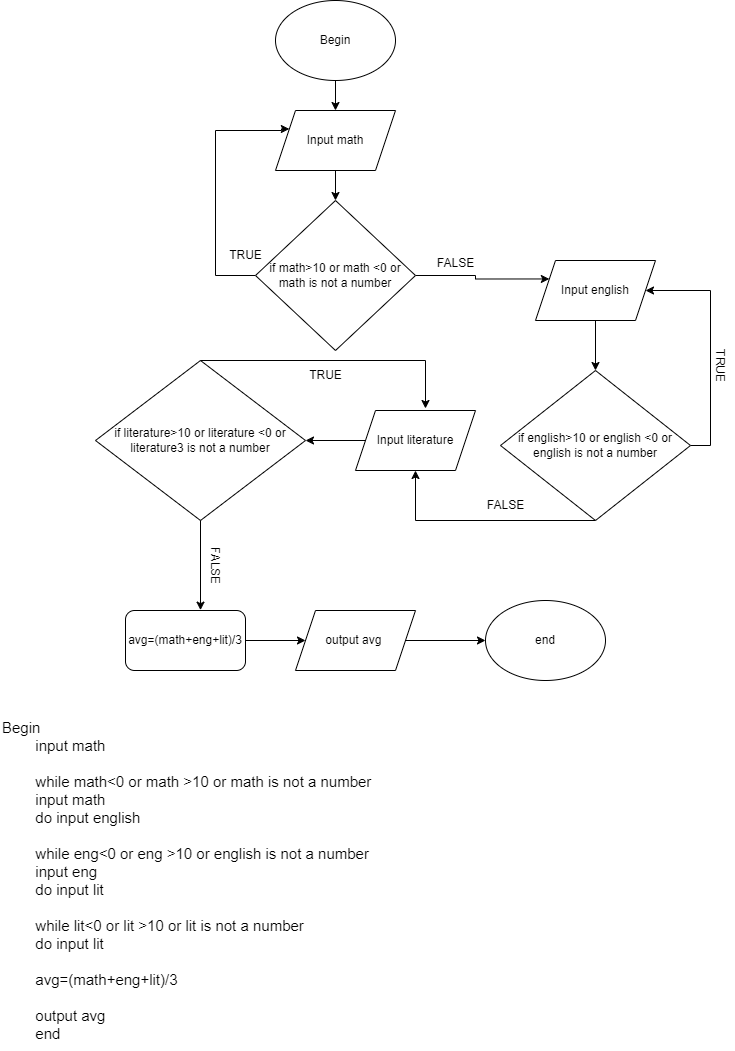 Begin
Input math
TRUE
if math>10 or math <0 or
math is not a number
FALSE
Input english
TRUE
if english>10 or english <0 or
english is not a number
FALSE
Input literature
TRUE
if literature>10 or literature <0 or
literature3 is not a number
FALSE
avg=(math+eng+lit)/3
output avg
end
Begin
input math
while math<0 or math >10 or math is not a number
input math
do input english
while eng<0 or eng >10 or english is not a number
input eng
do input lit
while lit<0 or lit >10 or lit is not a number
do input lit
avg=(math+eng+lit)/3
output avg
end